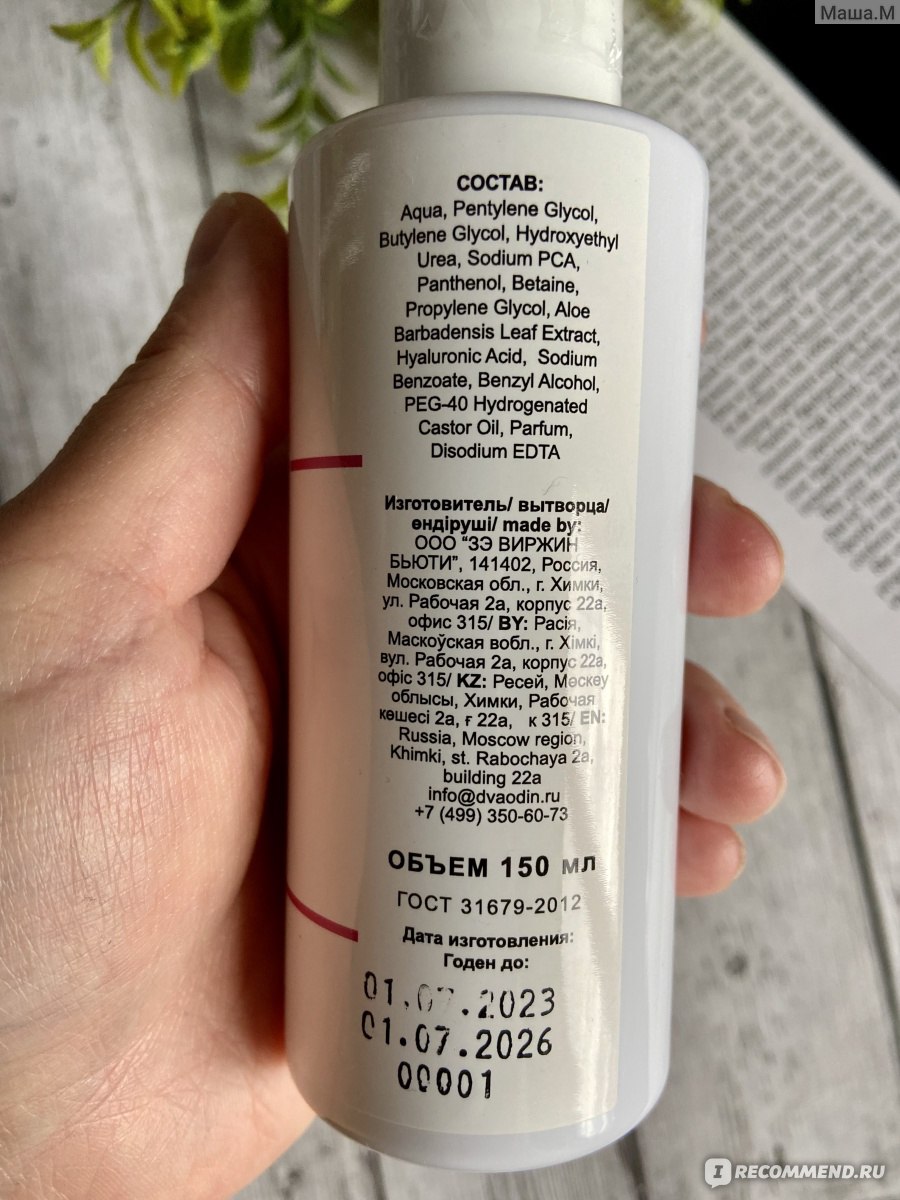 Маша.М
СОСТАВ:
Aqua, Pentylene Glycol,
Butylene Glycol, Hydroxyethyl
Urea, Sodium PCA,
Panthenol, Betaine,
Propylene Glycol, Aloe
Barbadensis Leaf Extract,
Hyaluronic Acid, Sodium
Benzoate, Benzyl Alcohol,
PEG-40 Hydrogenated
Castor Oil, Parfum,
Disodium EDTA
Изготовитель/ вытворца/
өндіруші/ made by:
ООО "ЗЭ ВИРЖИН
БЬЮТИ", 141402, Россия,
Московская обл., г. Химки,
ул. Рабочая 2а, корпус 22а,
офис 315/ BY: Расія,
Маскоўская вобл., г. Хімкі,
вул. Рабочая 2а, корпус 22а,
офіс 315/ KZ: Ресей, Мәскеу
облысы, Химки, Рабочая
көшесі 2а, ғ 22а, к 315/ EN:
Russia, Moscow region,
Khimki, st. Rabochaya 2a,
building 22a
info@dvaodin.ru
+7 (499) 350-60-73
ОБЪЕМ 150 мл
ГОСТ 31679-2012
Дата изготовления:
Годен до:
01.07.2023
01.07.2026
00001
IRECOMMEND.RU